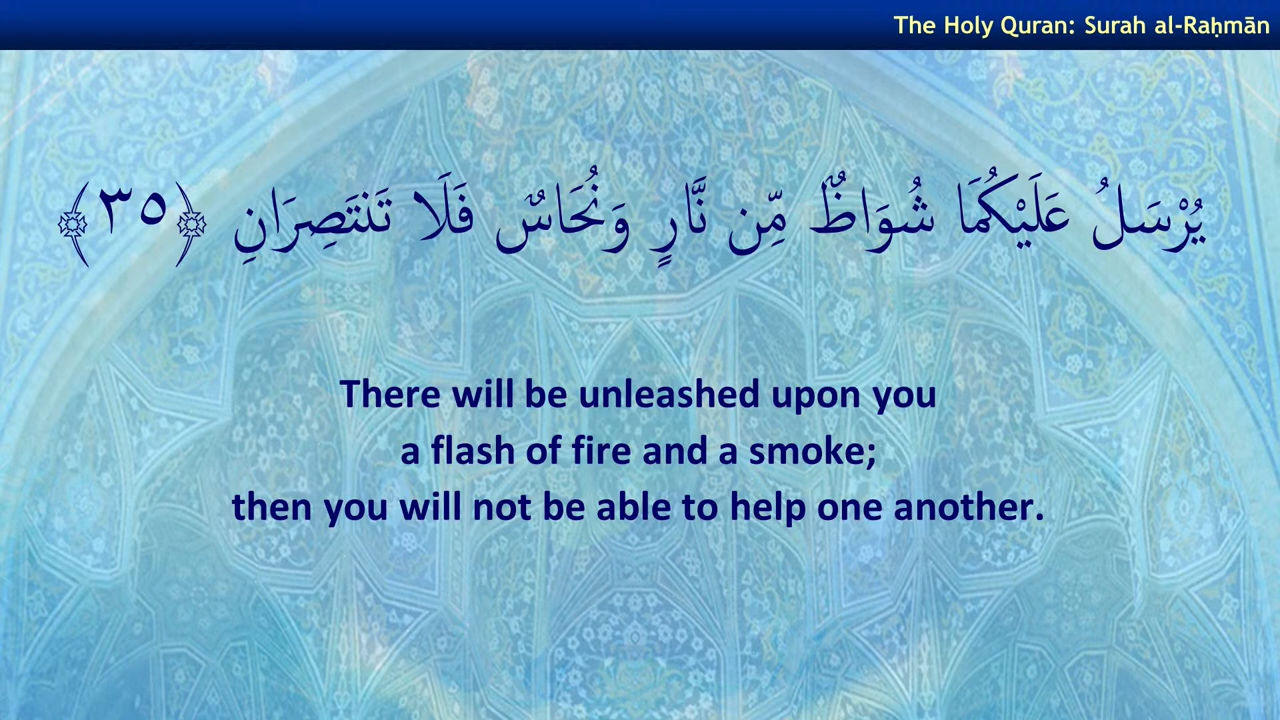 The Holy Quran: Surah al-Raḥmān
يُرْسَلُ عَلَيْكُمَا شُوَاظٌ مِّن نَّارٍ وَنُحَاسٌ فَلَا تَنتَصِرَانِ ﴿٣٥﴾
There will be unleashed upon you
a flash of fire and a smoke;
then you will not be able to help one another.